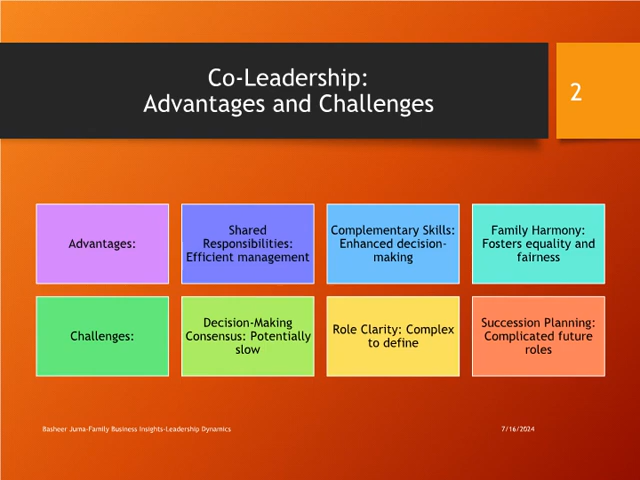 Co-Leadership:
Advantages and Challenges
2
Advantages:
Shared
Responsibilities:
Efficient management
Complementary Skills:
Enhanced decision-
making
Family Harmony:
Fosters equality and
fairness
Challenges:
Decision-Making
Consensus: Potentially
slow
Role Clarity: Complex
to define
Succession Planning:
Complicated future
roles
Basheer Juma-Family Business Insights-Leadership Dynamics
7/16/2024